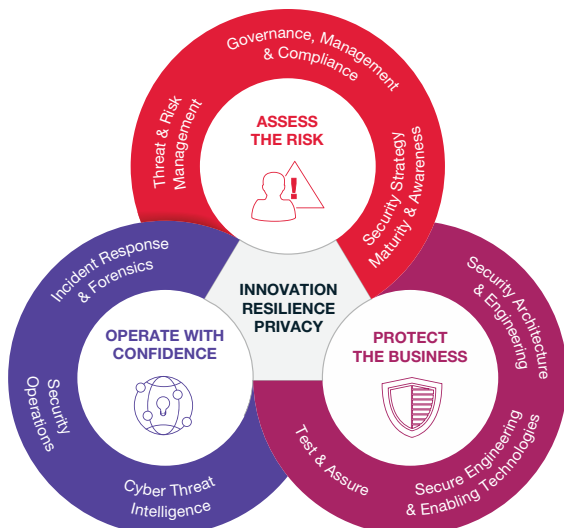 Governance, Management
& Compliance
Threat & Risk
Management
ASSESS
THE RISK
!
Security Strategy
Maturity & Awareness
Incident Response
& Forensics
INNOVATION
RESILIENCE
PRIVACY
Security Architecture
& Engineering
OPERATE WITH
CONFIDENCE
PROTECT
THE BUSINESS
Security
Operations
Test & Assure
Secure Engineering
& Enabling Technologies
Cyber Threat
Intelligence